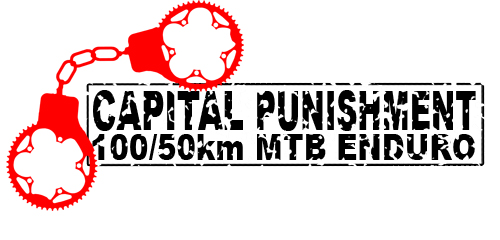 CAPITAL PUNISHMENT
100/50km MTB ENDURO